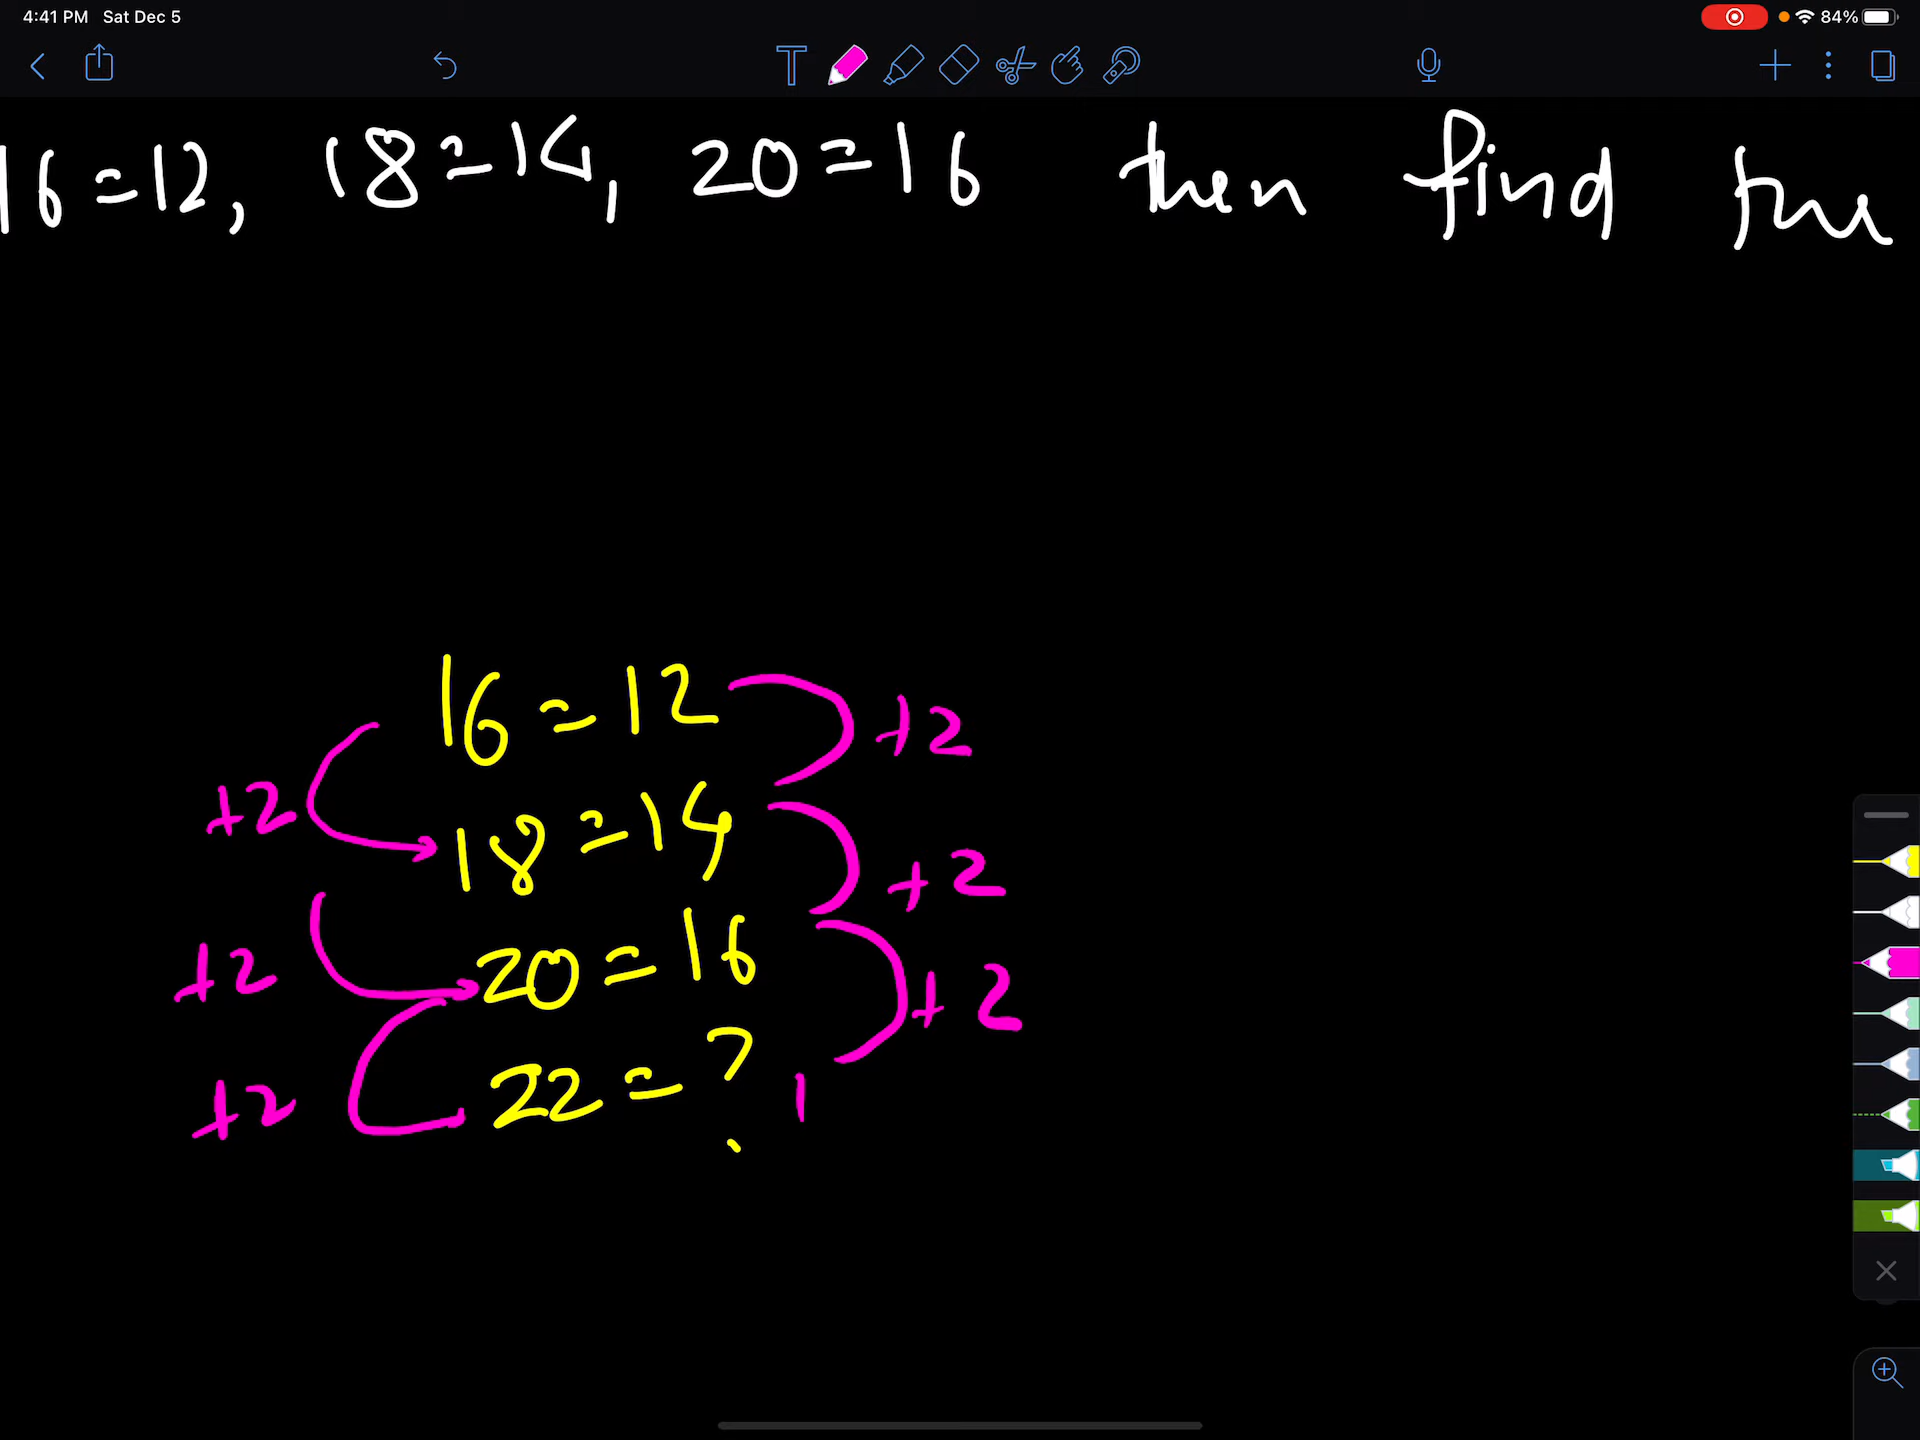 4:41 PM Sat Dec 5 84%
T
16=12, 18=14, 20=16 then find the
16=12 +2
+2 18=14 +2
+2 20=16 +2
+2 22=? 1